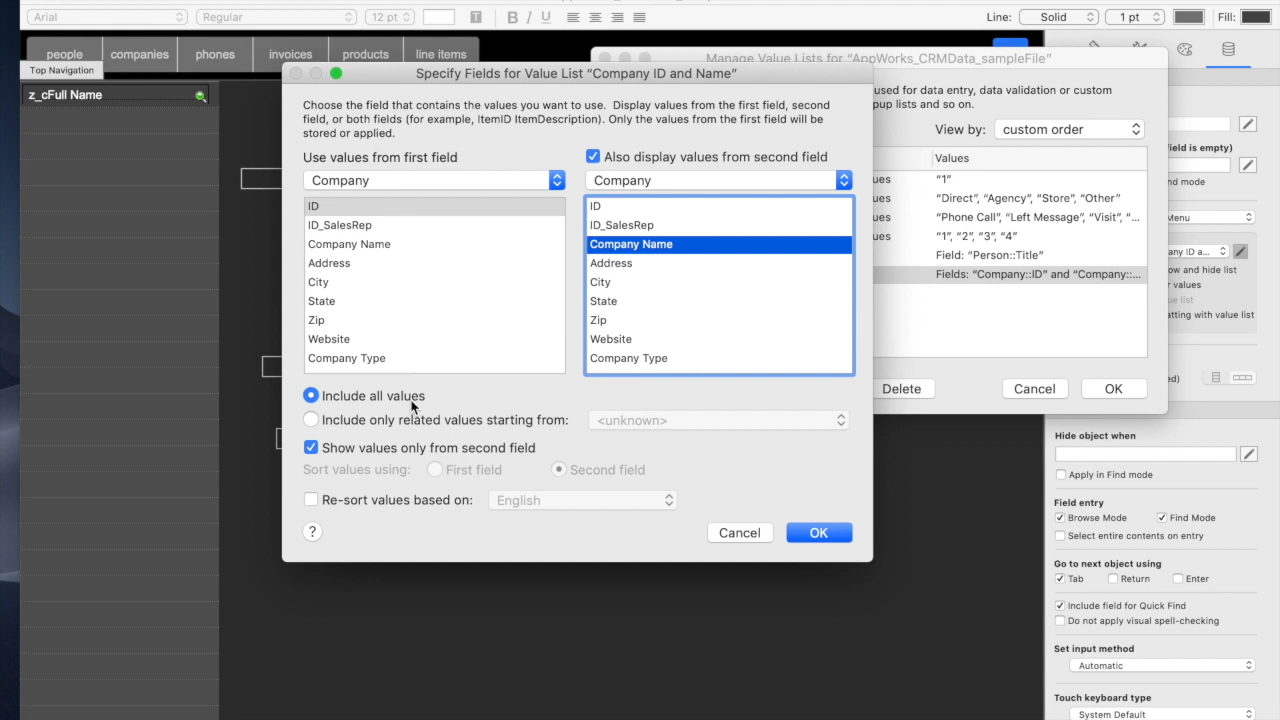 Arial
Regular
12 pt
B I U
Line:
Solid
1 pt
Fill:
people
companies
phones
invoices
products
line items
Top Navigation
z_cFull Name
Manage Value Lists for “AppWorks_CRMData_sampleFile”
used for data entry, data validation or custom
pup lists and so on.
View by:
custom order
Values
ues
“1”
ues
“Direct”, “Agency”, “Store”, “Other”
ues
“Phone Call”, “Left Message”, “Visit”, “...
ues
“1”, “2”, “3”, “4”
Field: “Person::Title”
Fields: “Company::ID” and “Company::...
Delete
Cancel
OK
Specify Fields for Value List “Company ID and Name”
Choose the field that contains the values you want to use. Display values from the first field, second
field, or both fields (for example, ItemID ItemDescription). Only the values from the first field will be
stored or applied.
Use values from first field
Also display values from second field
Company
Company
ID
ID_SalesRep
Company Name
Address
City
State
Zip
Website
Company Type
ID
ID_SalesRep
Company Name
Address
City
State
Zip
Website
Company Type
Include all values
Include only related values starting from:
<unknown>
Show values only from second field
Sort values using:
First field
Second field
Re-sort values based on:
English
?
Cancel
OK
field is empty)
nd mode
Menu
any ID a...
ow and hide list
r values
ue list
atting with value list
ed)
Hide object when
Apply in Find mode
Field entry
Browse Mode
Find Mode
Select entire contents on entry
Go to next object using
Tab
Return
Enter
Include field for Quick Find
Do not apply visual spell-checking
Set input method
Automatic
Touch keyboard type
System Default